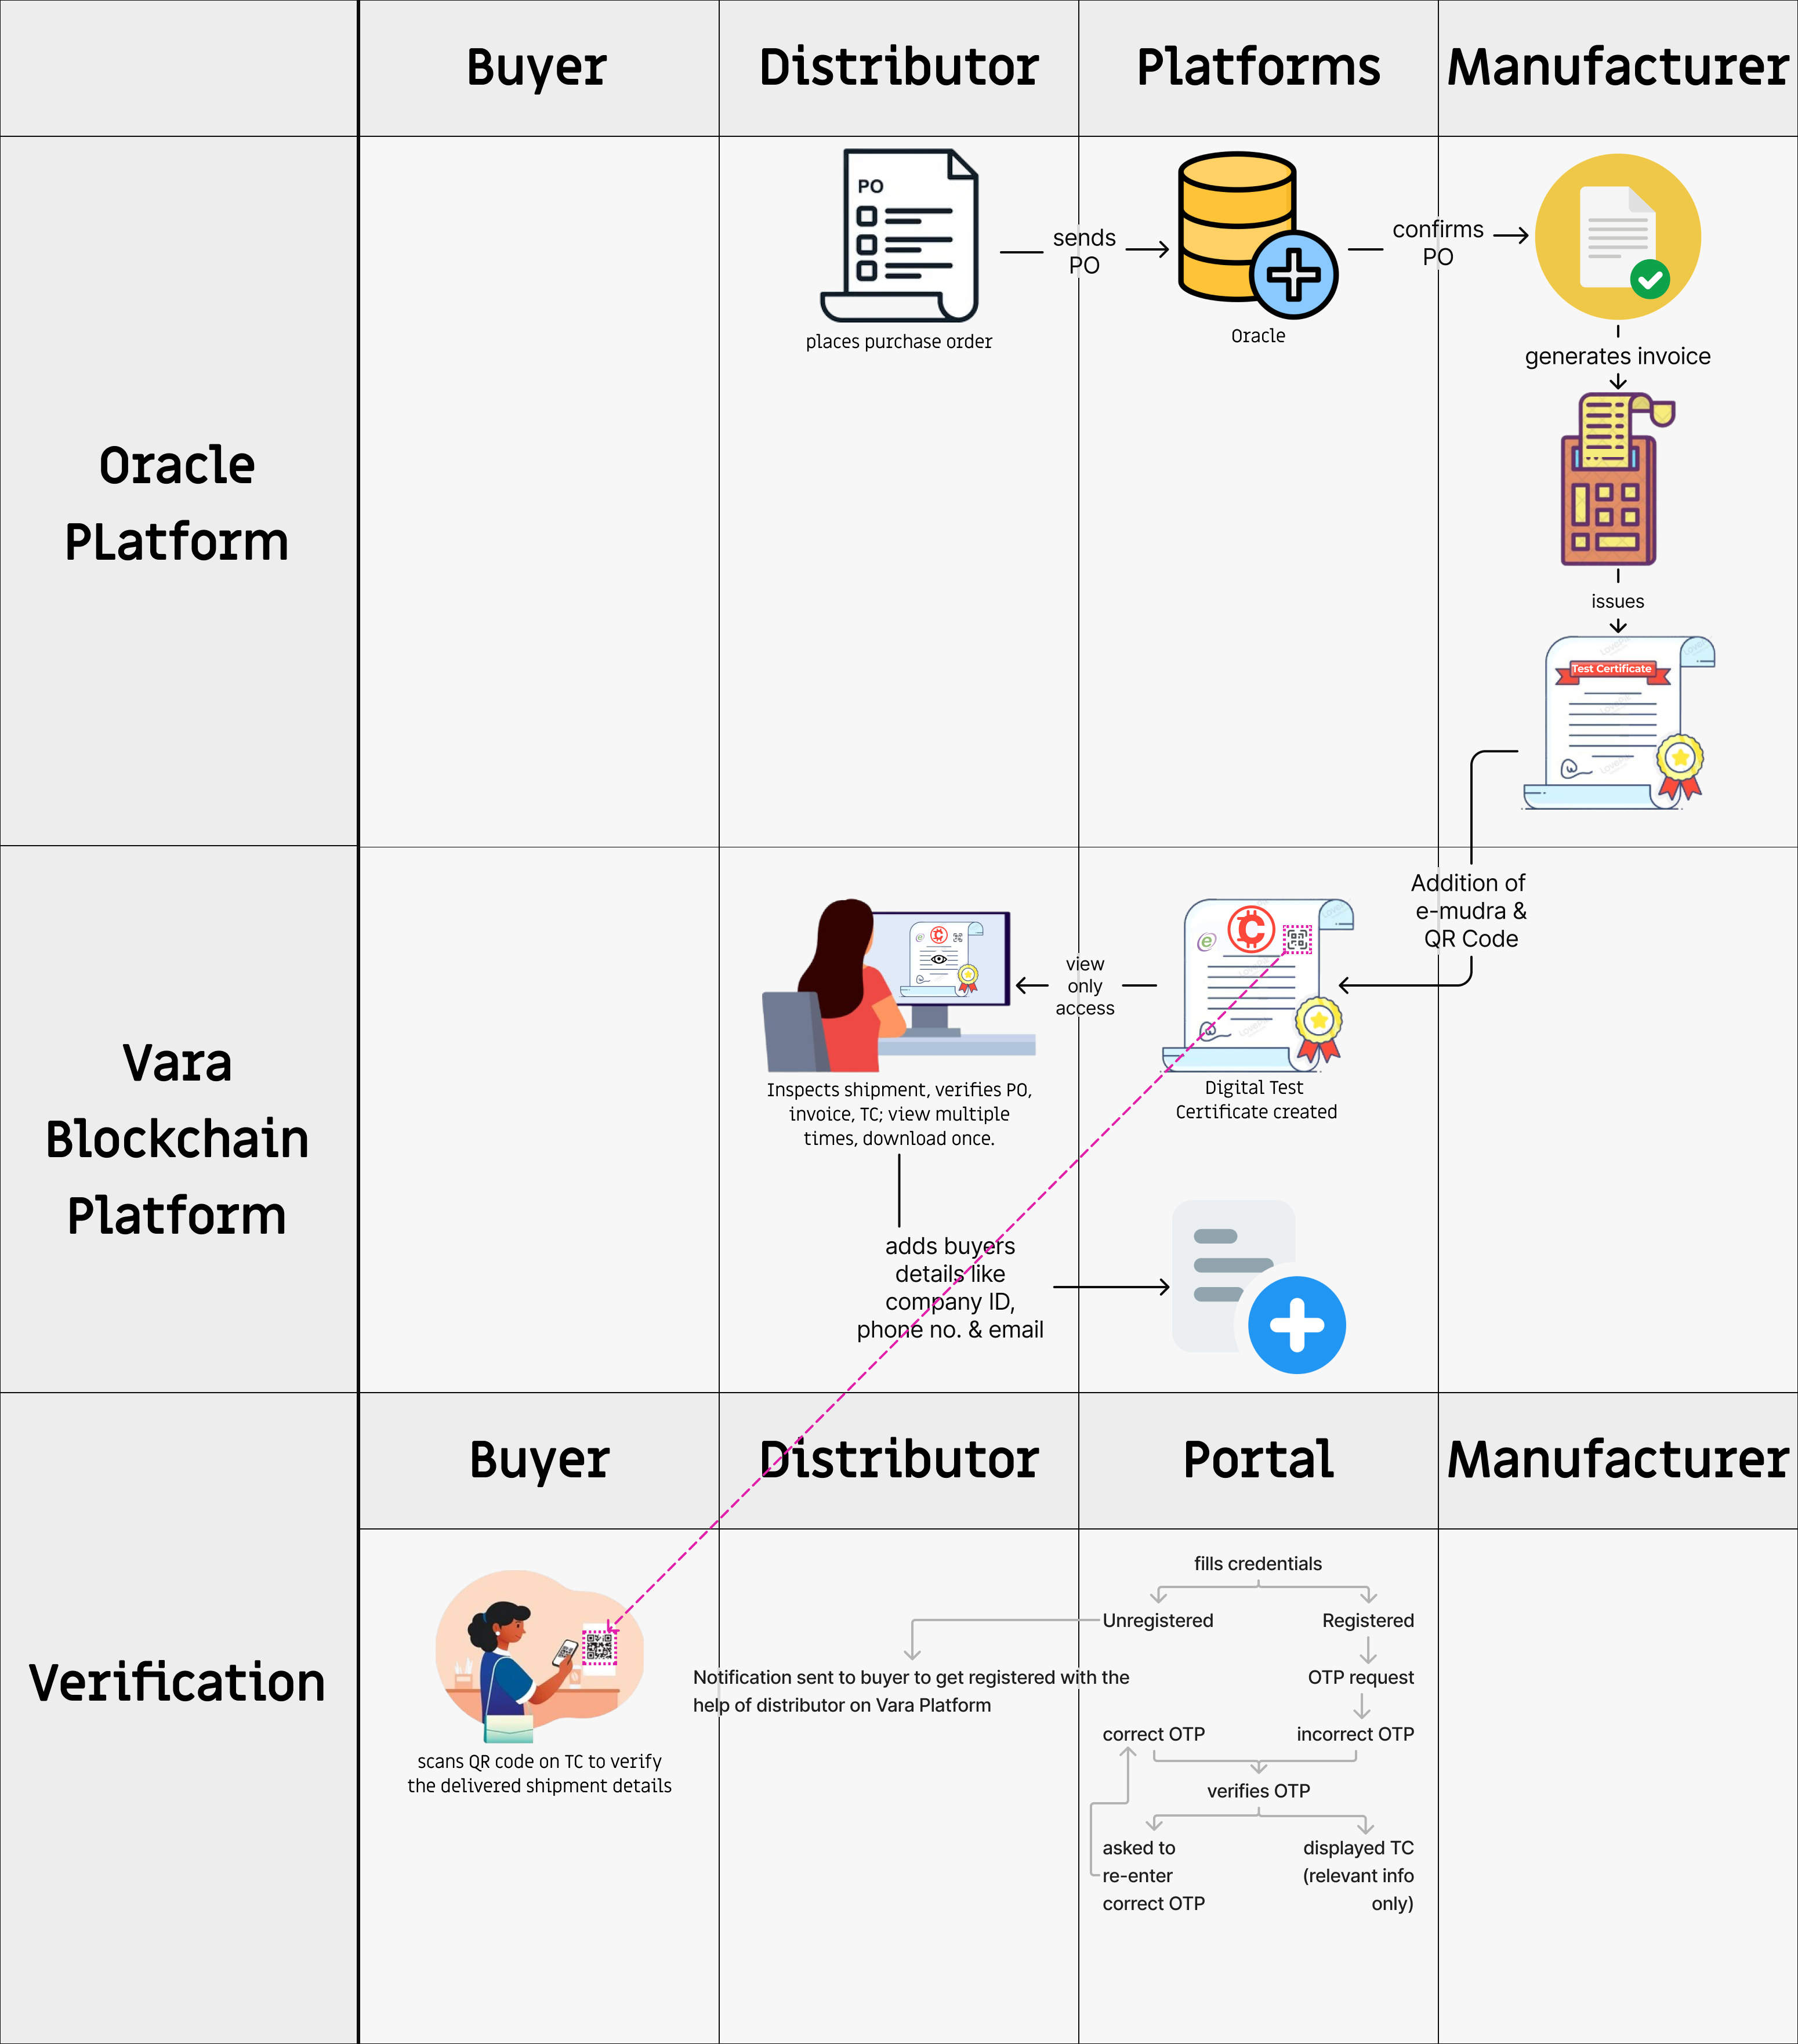 Buyer
Distributor
Platforms
Manufacturer
Oracle
PLatform
PO
places purchase order
sends
PO
Oracle
confirms
PO
generates invoice
issues
Test Certificate
Vara
Blockchain
Platform
Addition of
e-mudra &
QR Code
view
only
access
Inspects shipment, verifies PO,
invoice, TC; view multiple
times, download once.
Digital Test
Certificate created
adds buyers
details like
company ID,
phone no. & email
Buyer
Distributor
Portal
Manufacturer
Verification
scans QR code on TC to verify
the delivered shipment details
fills credentials
Unregistered
Registered
Notification sent to buyer to get registered with the
help of distributor on Vara Platform
OTP request
correct OTP
incorrect OTP
verifies OTP
asked to
re-enter
correct OTP
displayed TC
(relevant info
only)